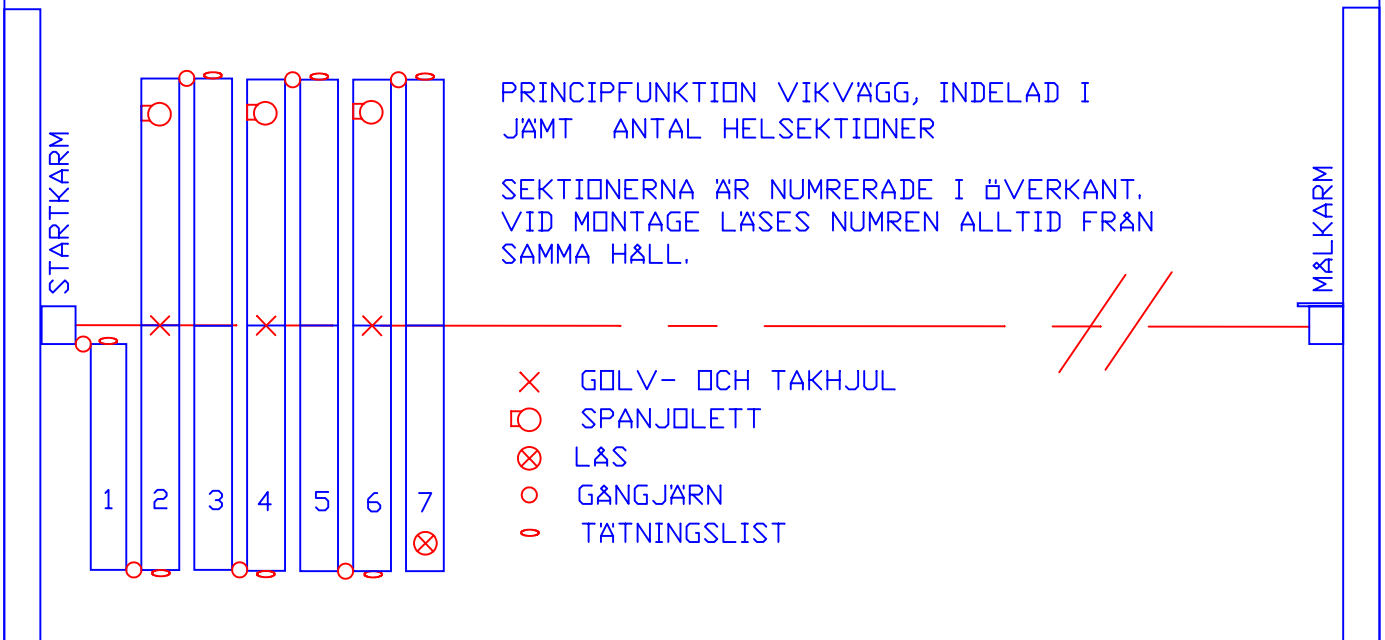 PRINCIPFUNKTION VIKVÄGG, INDELAD I
JÄMT ANTAL HELSEKTIONER
SEKTIONERNA ÄR NUMRERADE I ÖVERKANT.
VID MONTAGE LÄSES NUMREN ALLTID FRÅN
SAMMA HÅLL.
STARTKARM
MÅLKARM
GOLV- OCH TAKHJUL
SPANJOLETT
LÅS
GÅNGJÄRN
TÄTNINGSLIST
1 2 3 4 5 6 7